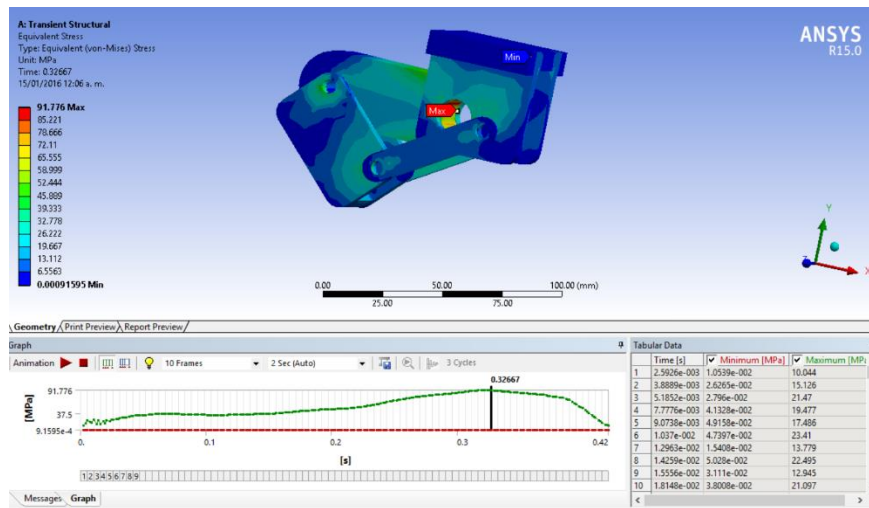 A: Transient Structural
Equivalent Stress
Type: Equivalent (von-Mises) Stress
Unit: MPa
Time: 0.32667
15/01/2016 12:06 a. m.
91.776 Max
85.221
78.666
72.11
65.555
58.999
52.444
45.889
39.333
32.778
26.222
19.667
13.112
6.5563
0.00091595 Min
ANSYS
R15.0
Min
Max
Y
Z
X
0.00 50.00 100.00 (mm)
25.00 75.00
Geometry Print Preview Report Preview
Graph
Animation 10 Frames 2 Sec (Auto) 3 Cycles
0.32667
91.776
37.5
9.1595e-4
[MPa]
0. 0.1 0.2 0.3 0.42
[s]
1 2 3 4 5 6 7 8 9
Messages Graph
Tabular Data
Time [s] Minimum [MPa] Maximum [MPa
1 2.5926e-003 1.0539e-002 10.044
2 3.8889e-003 2.6265e-002 15.126
3 5.1852e-003 2.796e-002 21.47
4 7.7776e-003 4.1328e-002 19.477
5 9.0738e-003 4.9158e-002 17.486
6 1.037e-002 4.7397e-002 23.41
7 1.2963e-002 1.5408e-002 13.779
8 1.4259e-002 5.028e-002 22.495
9 1.5556e-002 3.111e-002 12.945
10 1.8148e-002 3.8008e-002 21.097